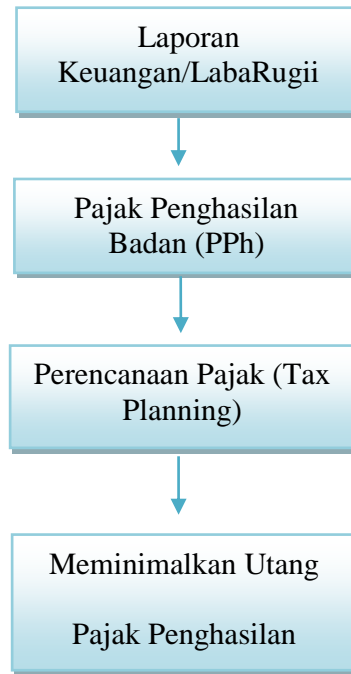 Laporan
Keuangan/LabaRugii
Pajak Penghasilan
Badan (PPh)
Perencanaan Pajak (Tax
Planning)
Meminimalkan Utang
Pajak Penghasilan